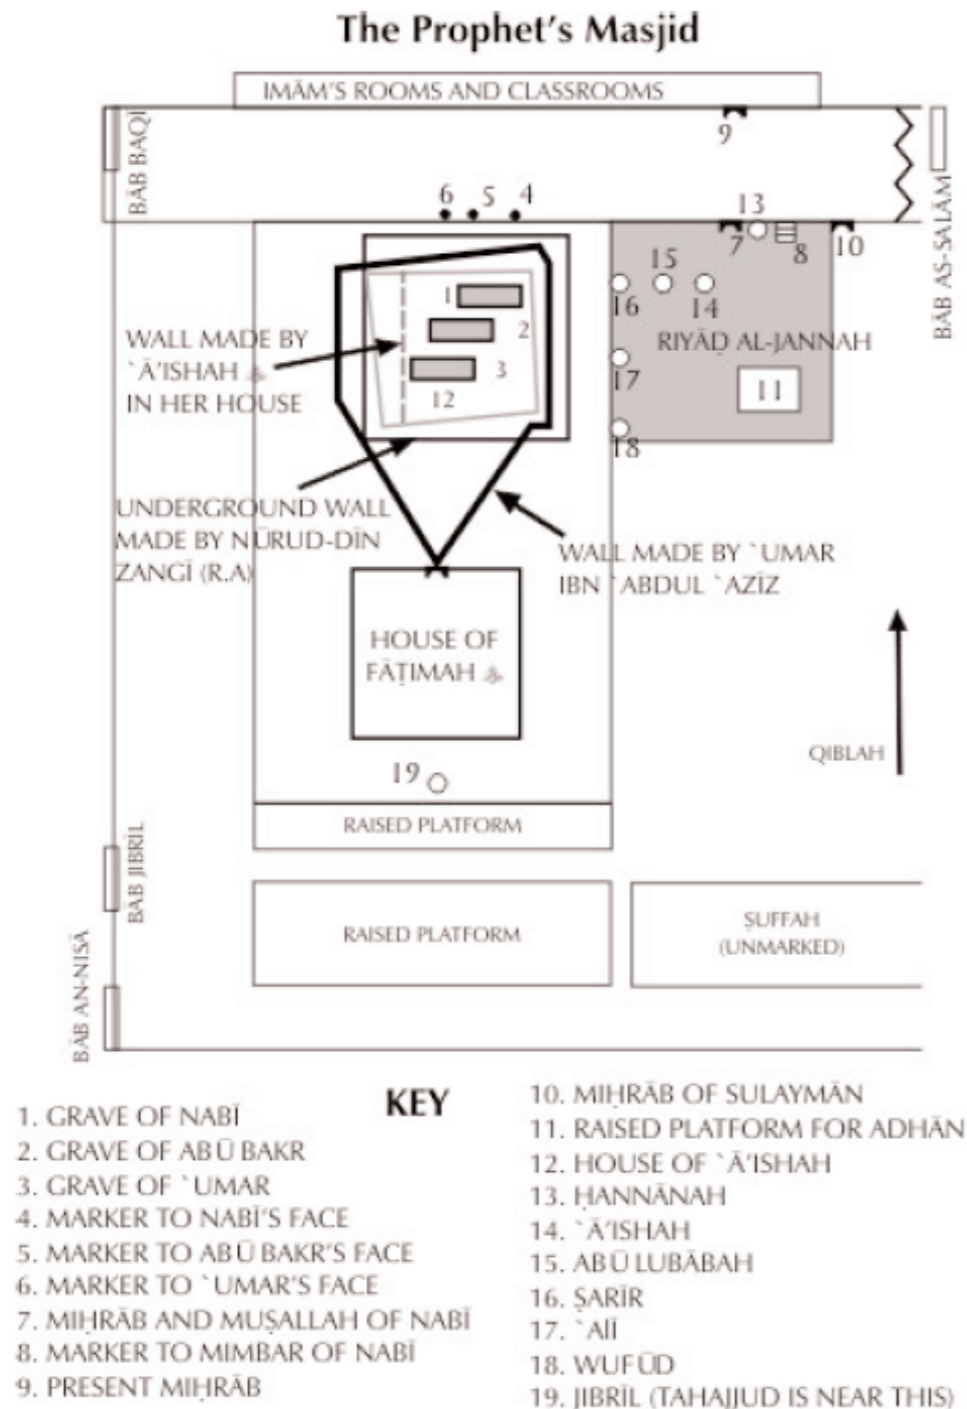 The Prophet's Masjid
IMĀM'S ROOMS AND CLASSROOMS
BĀB BAQĪ
9
BĀB AS-SALĀM
6 5 4
13
7 8 10
1
2
3
12
16 15 14
RIYĀḌ AL-JANNAH
17
11
18
WALL MADE BY
`Ā'ISHAH
IN HER HOUSE
UNDERGROUND WALL
MADE BY NŪRUD-DĪN
ZANGĪ (R.A)
WALL MADE BY `UMAR
IBN `ABDUL `AZĪZ
HOUSE OF
FĀṬIMAH
QIBLAH
19
RAISED PLATFORM
BĀB JIBRĪL
RAISED PLATFORM
ṢUFFAH
(UNMARKED)
BĀB AN-NISĀ
KEY
1. GRAVE OF NABĪ
2. GRAVE OF ABŪ BAKR
3. GRAVE OF `UMAR
4. MARKER TO NABĪ'S FACE
5. MARKER TO ABŪ BAKR'S FACE
6. MARKER TO `UMAR'S FACE
7. MIḤRĀB AND MUṢALLAH OF NABĪ
8. MARKER TO MIMBAR OF NABĪ
9. PRESENT MIḤRĀB
10. MIḤRĀB OF SULAYMĀN
11. RAISED PLATFORM FOR ADHĀN
12. HOUSE OF `Ā'ISHAH
13. ḤANNĀNAH
14. `Ā'ISHAH
15. ABŪ LUBĀBAH
16. ṢARĪR
17. `Alī
18. WUFŪD
19. JIBRĪL (TAHAJJUD IS NEAR THIS)